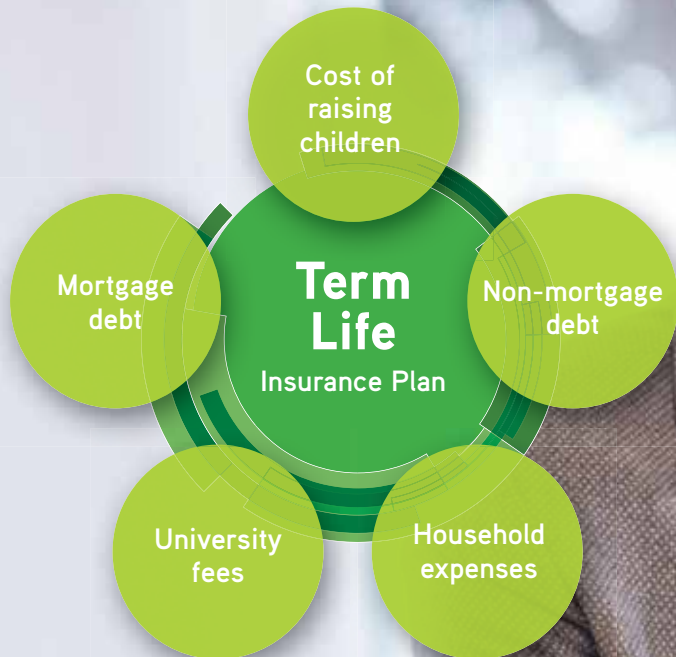 Cost of
raising
children
Mortgage
debt
Term
Life
Insurance Plan
Non-mortgage
debt
University
fees
Household
expenses